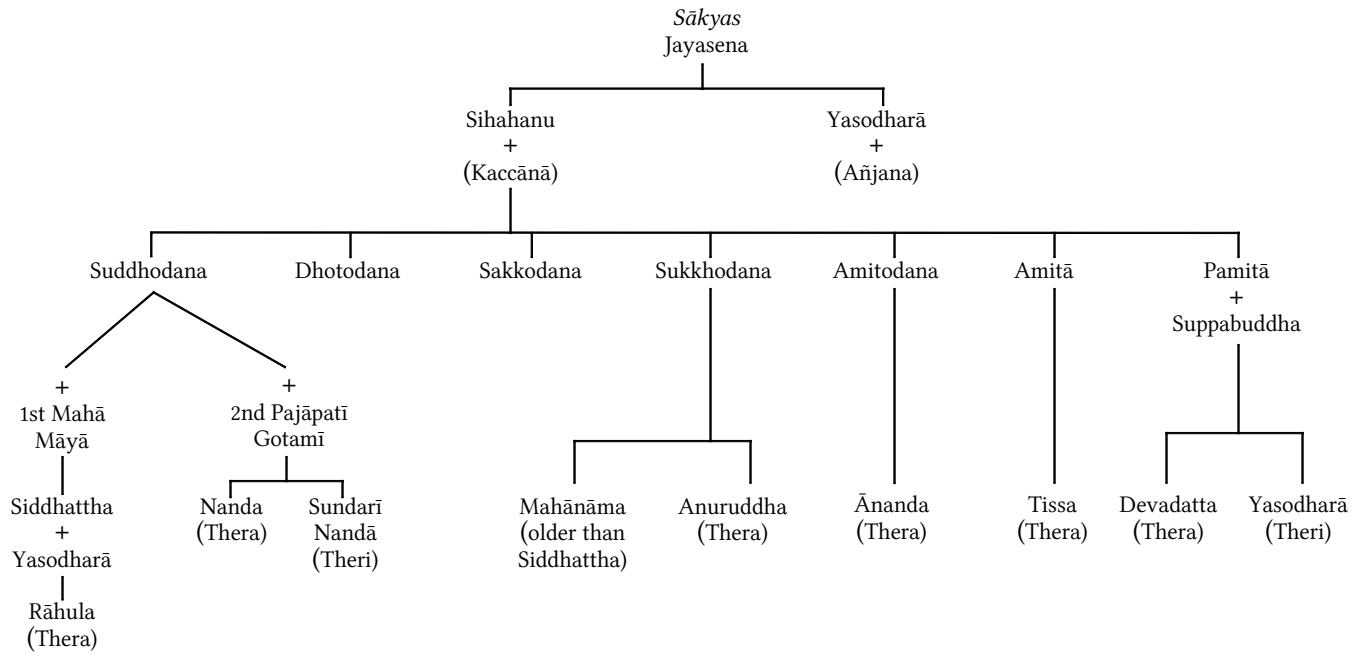 Sākyas
Jayasena
Sihahanu
+
(Kaccānā)
Yasodharā
+
(Añjana)
Suddhodana
Dhotodana
Sakkodana
Sukkhodana
Amitodana
Amitā
Pamitā
+
Suppabuddha
+
1st Mahā
Māyā
+
2nd Pajāpatī
Gotamī
Siddhattha
+
Yasodharā
Nanda
(Thera)
Sundarī
Nandā
(Theri)
Mahānāma
(older than
Siddhattha)
Anuruddha
(Thera)
Ānanda
(Thera)
Tissa
(Thera)
Devadatta
(Thera)
Yasodharā
(Theri)
Rāhula
(Thera)